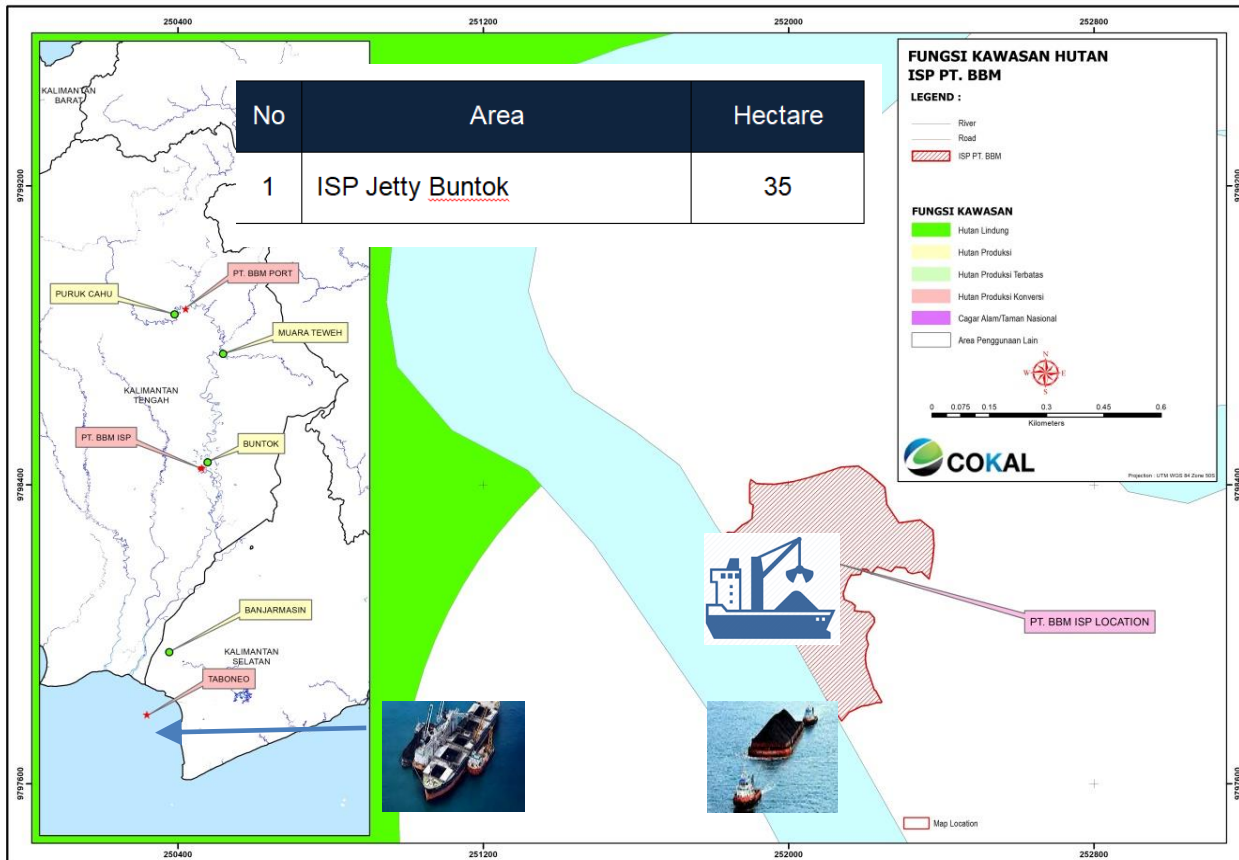 250400
251200
252000
252800
9799200
9798400
9797600
9799200
9798400
9797600
250400
251200
252000
252800
KALIMANTAN
BARAT
PT. BBM PORT
PURUK CAHU
MUARA TEWEH
KALIMANTAN
TENGAH
PT. BBM ISP
BUNTOK
BANJARMASIN
KALIMANTAN
SELATAN
TABONEO
No Area Hectare
1 ISP Jetty Buntok 35
PT. BBM ISP LOCATION
FUNGSI KAWASAN HUTAN
ISP PT. BBM
LEGEND :
River
Road
ISP PT. BBM
FUNGSI KAWASAN
Hutan Lindung
Hutan Produksi
Hutan Produksi Terbatas
Hutan Produksi Konversi
Cagar Alam/Taman Nasional
Area Penggunaan Lain
N
W E
S
0 0.075 0.15 0.3 0.45 0.6
Kilometers
COKAL
Projection : UTM WGS 84 Zone 50S
Map Location